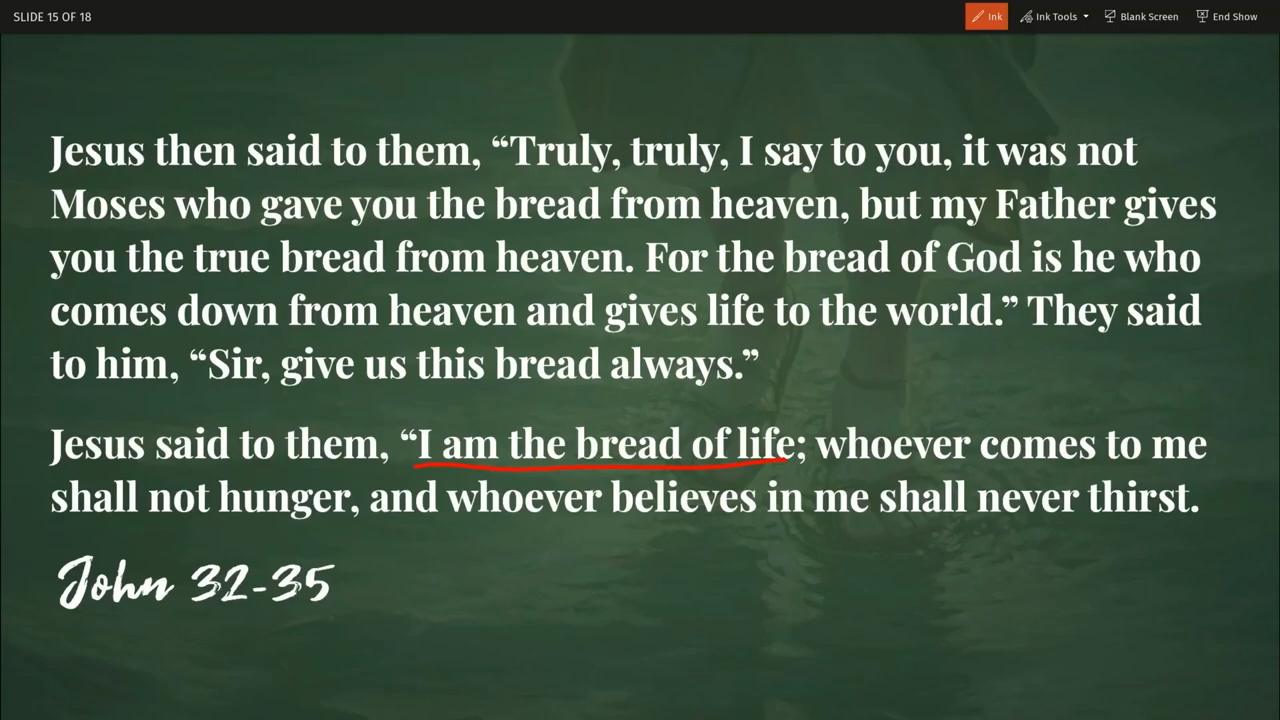 SLIDE 15 OF 18
Ink
Ink Tools
Blank Screen
End Show
Jesus then said to them, “Truly, truly, I say to you, it was not
Moses who gave you the bread from heaven, but my Father gives
you the true bread from heaven. For the bread of God is he who
comes down from heaven and gives life to the world.” They said
to him, “Sir, give us this bread always.”
Jesus said to them, “I am the bread of life; whoever comes to me
shall not hunger, and whoever believes in me shall never thirst.
John 32-35